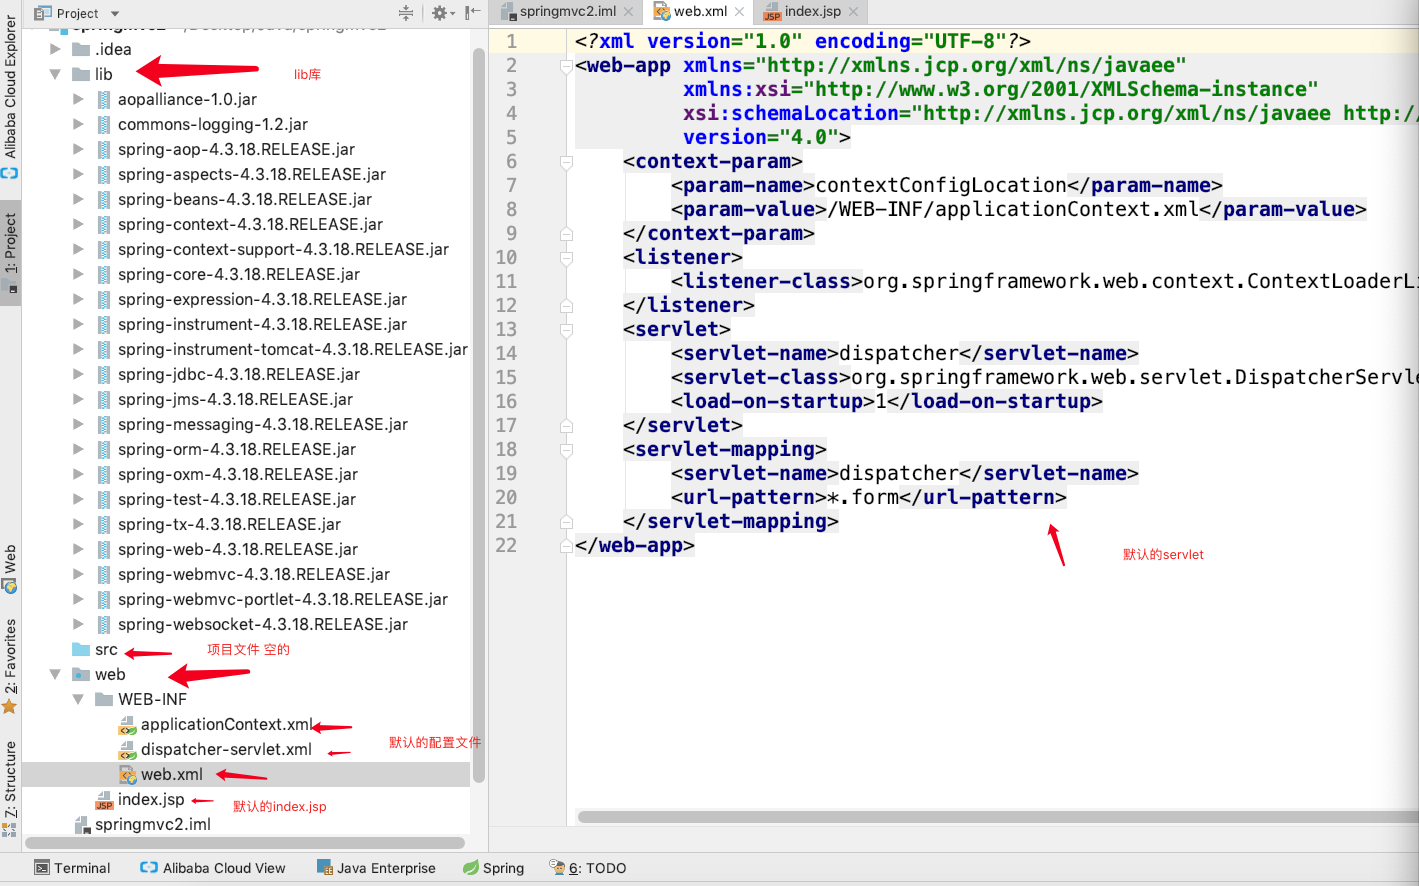 Project
springmvc2.iml
web.xml
index.jsp
Alibaba Cloud Explorer
1: Project
Web
2: Favorites
Z: Structure
.idea
lib
lib库
aopalliance-1.0.jar
commons-logging-1.2.jar
spring-aop-4.3.18.RELEASE.jar
spring-aspects-4.3.18.RELEASE.jar
spring-beans-4.3.18.RELEASE.jar
spring-context-4.3.18.RELEASE.jar
spring-context-support-4.3.18.RELEASE.jar
spring-core-4.3.18.RELEASE.jar
spring-expression-4.3.18.RELEASE.jar
spring-instrument-4.3.18.RELEASE.jar
spring-instrument-tomcat-4.3.18.RELEASE.jar
spring-jdbc-4.3.18.RELEASE.jar
spring-jms-4.3.18.RELEASE.jar
spring-messaging-4.3.18.RELEASE.jar
spring-orm-4.3.18.RELEASE.jar
spring-oxm-4.3.18.RELEASE.jar
spring-test-4.3.18.RELEASE.jar
spring-tx-4.3.18.RELEASE.jar
spring-web-4.3.18.RELEASE.jar
spring-webmvc-4.3.18.RELEASE.jar
spring-webmvc-portlet-4.3.18.RELEASE.jar
spring-websocket-4.3.18.RELEASE.jar
src
项目文件 空的
web
WEB-INF
applicationContext.xml
dispatcher-servlet.xml
默认的配置文件
web.xml
index.jsp
JSP
默认的index.jsp
springmvc2.iml
1 <?xml version="1.0" encoding="UTF-8"?>
2 <web-app xmlns="http://xmlns.jcp.org/xml/ns/javaee"
3 xmlns:xsi="http://www.w3.org/2001/XMLSchema-instance"
4 xsi:schemaLocation="http://xmlns.jcp.org/xml/ns/javaee http:/
5 version="4.0">
6 <context-param>
7 <param-name>contextConfigLocation</param-name>
8 <param-value>/WEB-INF/applicationContext.xml</param-value>
9 </context-param>
10 <listener>
11 <listener-class>org.springframework.web.context.ContextLoaderLi
12 </listener>
13 <servlet>
14 <servlet-name>dispatcher</servlet-name>
15 <servlet-class>org.springframework.web.servlet.DispatcherServle
16 <load-on-startup>1</load-on-startup>
17 </servlet>
18 <servlet-mapping>
19 <servlet-name>dispatcher</servlet-name>
20 <url-pattern>*.form</url-pattern>
21 </servlet-mapping>
22 </web-app>
默认的servlet
Terminal
Alibaba Cloud View
Java Enterprise
Spring
6: TODO